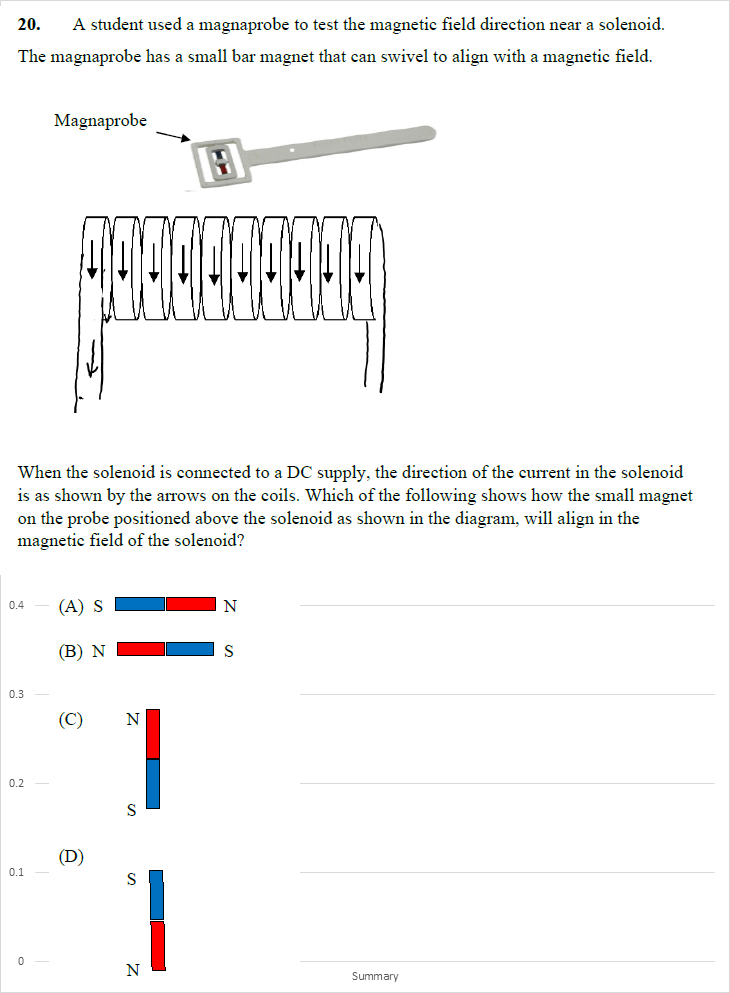 20. A student used a magnaprobe to test the magnetic field direction near a solenoid.
The magnaprobe has a small bar magnet that can swivel to align with a magnetic field.
Magnaprobe
When the solenoid is connected to a DC supply, the direction of the current in the solenoid
is as shown by the arrows on the coils. Which of the following shows how the small magnet
on the probe positioned above the solenoid as shown in the diagram, will align in the
magnetic field of the solenoid?
0.4 (A) S N
(B) N S
0.3
(C) N
0.2
S
(D)
0.1
S
0
N
Summary